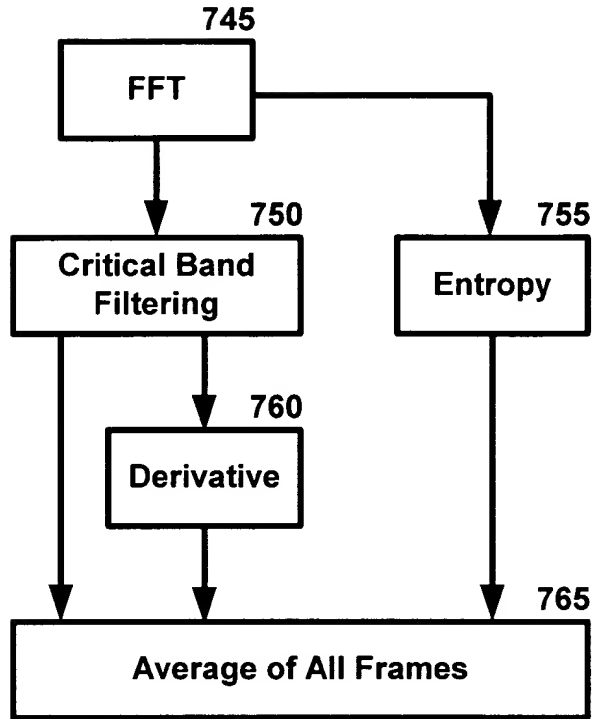 745
FFT
750
Critical Band
Filtering
755
Entropy
760
Derivative
765
Average of All Frames